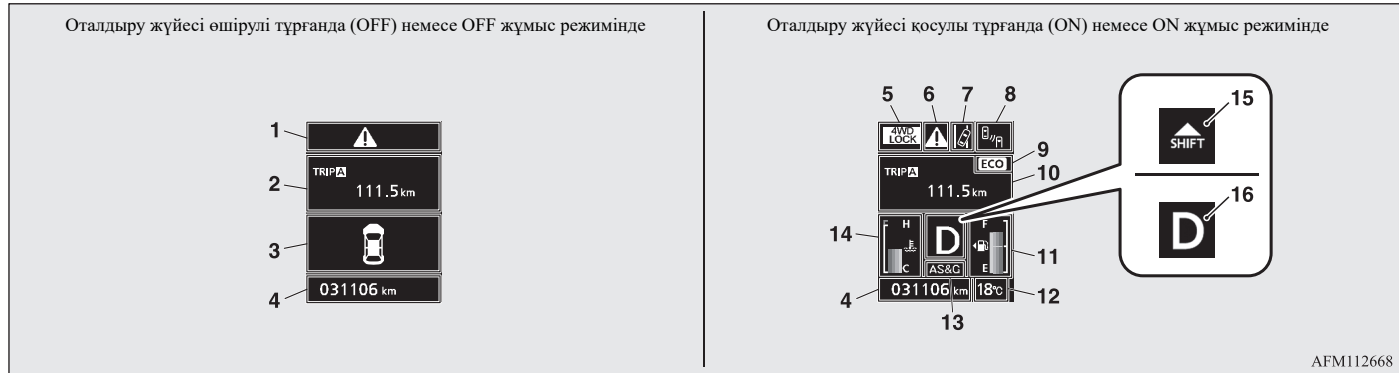 Оталдыру жүйесі өшірулі тұрғанда (OFF) немесе OFF жұмыс режимінде
1
2
TRIP A
111.5 km
3
4
031106 km
Оталдыру жүйесі қосулы тұрғанда (ON) немесе ON жұмыс режимінде
5 6 7 8
4WD
LOCK
9
ECO
10
TRIP A
111.5 km
14
H
C
D
F
E
11
AS&G
4
031106 km
18°C
12
13
15
SHIFT
16
D
AFM112668